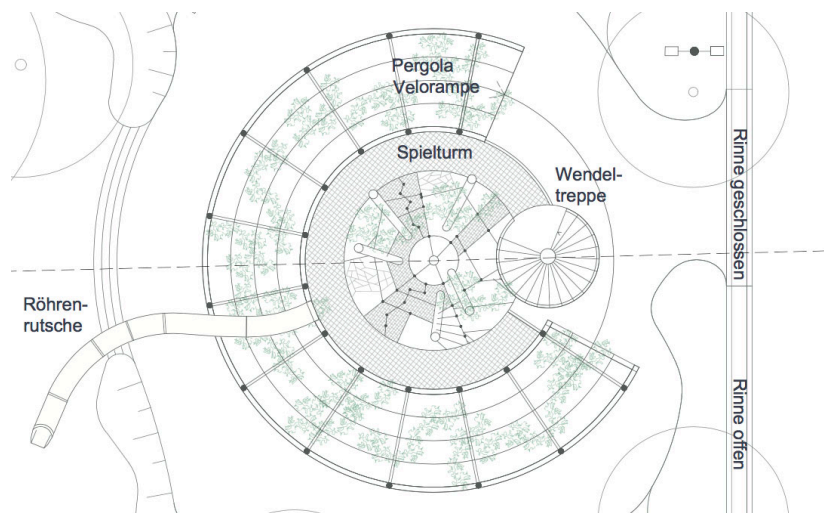 Pergola
Velorampe
Spielturm
Wendel-
treppe
Rinne geschlossen
Röhren-
rutsche
Rinne offen